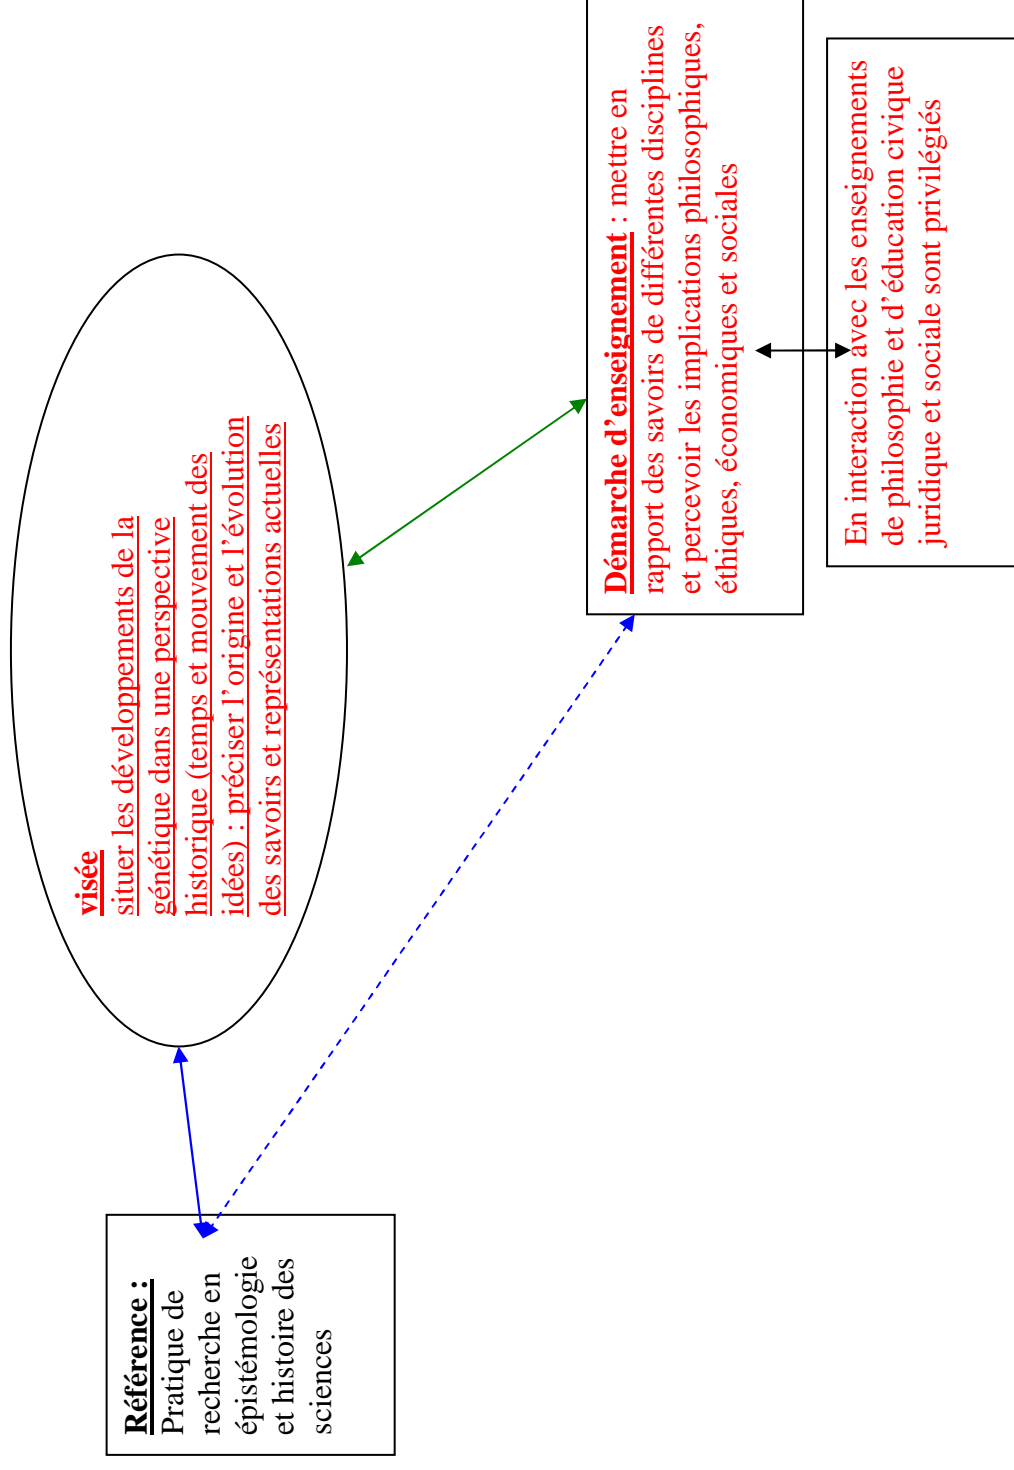 visée
situer les développements de la
génétique dans une perspective
historique (temps et mouvement des
idées) : préciser l’origine et l’évolution
des savoirs et représentations actuelles
Référence :
Pratique de
recherche en
épistémologie
et histoire des
sciences
Démarche d’enseignement : mettre en
rapport des savoirs de différentes disciplines
et percevoir les implications philosophiques,
éthiques, économiques et sociales
En interaction avec les enseignements
de philosophie et d’éducation civique
juridique et sociale sont privilégiés